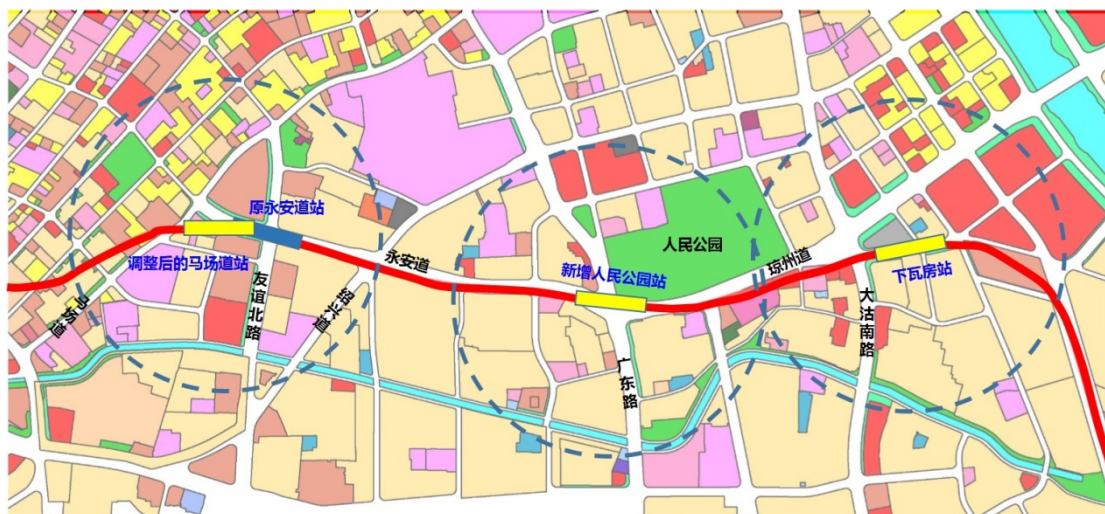 原永安道站
调整后的马场道站
永安道
人民公园
新增人民公园站
琼州道
下瓦房站
马场道
友谊北路
绍兴道
广东路
大沽南路